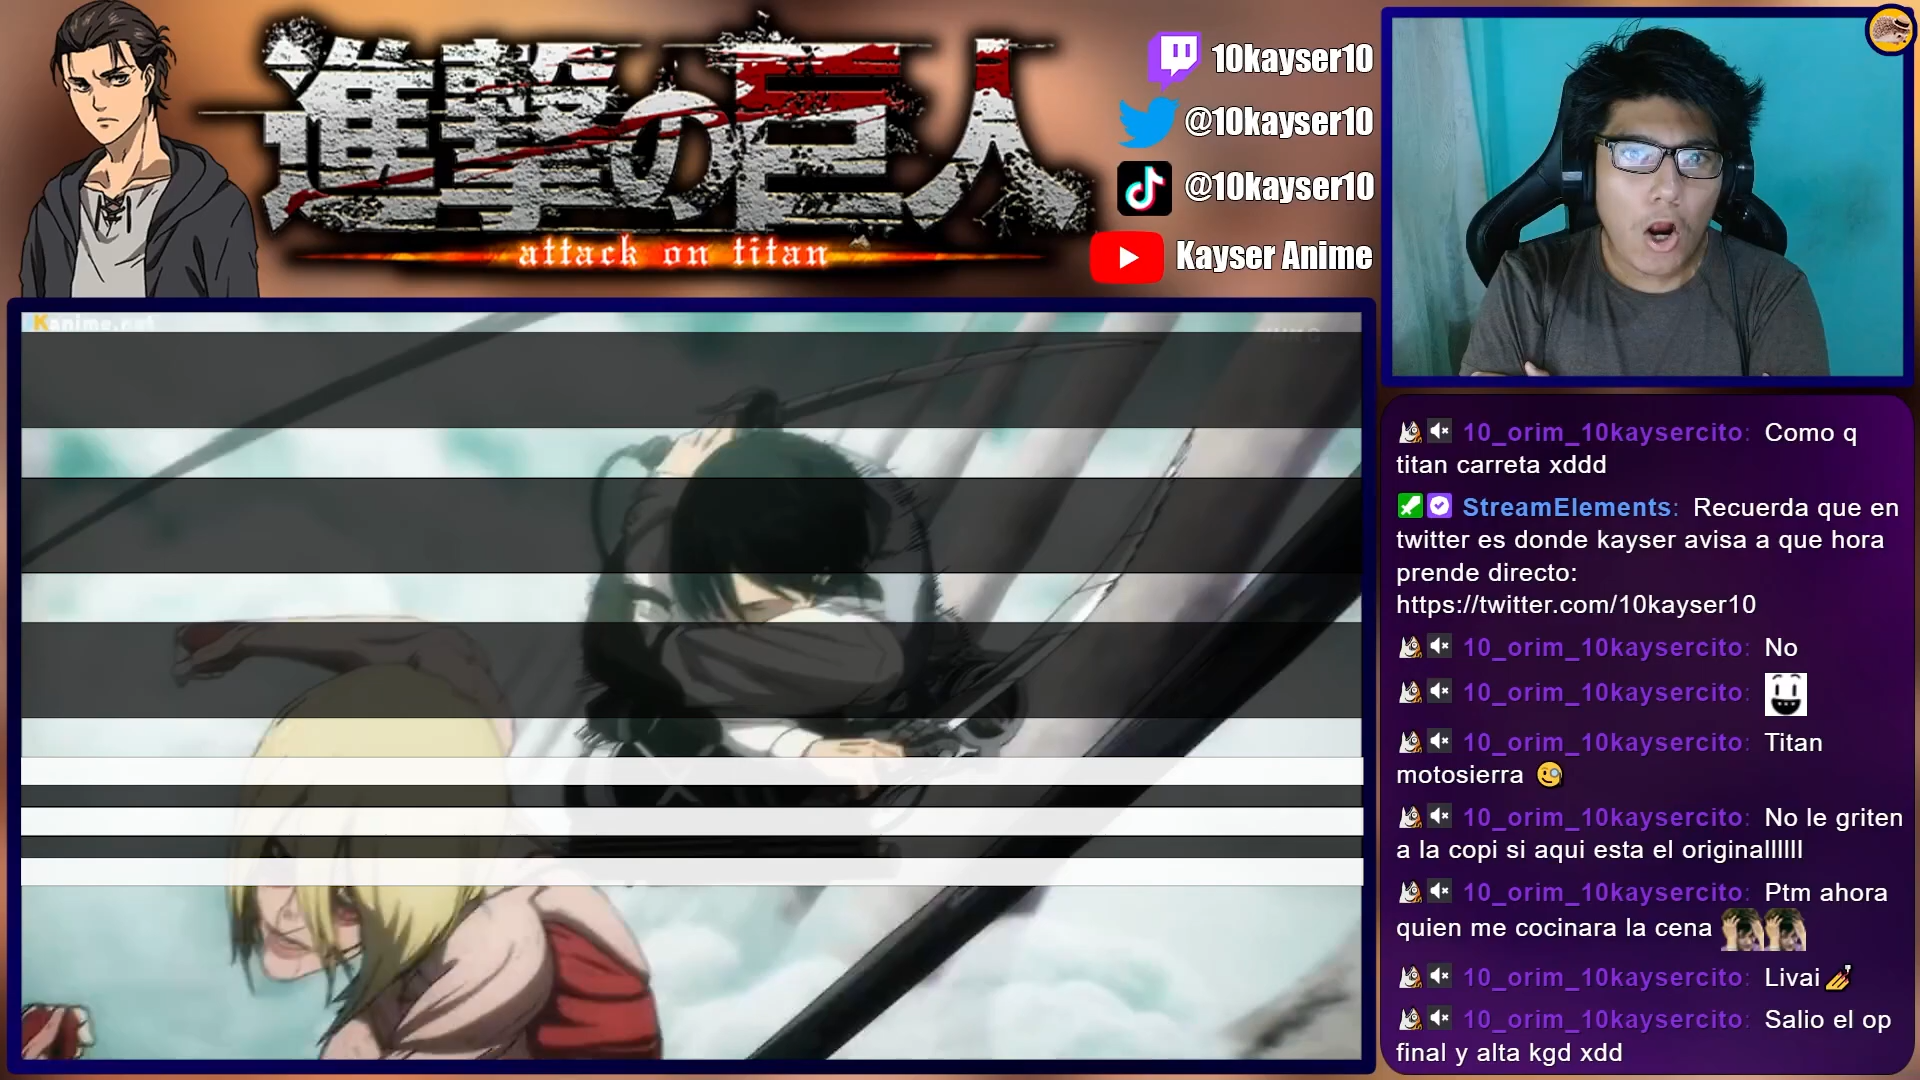 進撃の巨人
attack on titan
10kayser10
@10kayser10
@10kayser10
Kayser Anime
Kanime.net
10_orim_10kaysercito: Como q
titan carreta xddd
StreamElements: Recuerda que en
twitter es donde kayser avisa a que hora
prende directo:
https://twitter.com/10kayser10
10_orim_10kaysercito: No
10_orim_10kaysercito:
10_orim_10kaysercito: Titan
motosierra
10_orim_10kaysercito: No le griten
a la copi si aqui esta el originallllll
10_orim_10kaysercito: Ptm ahora
quien me cocinara la cena
10_orim_10kaysercito: Livai
10_orim_10kaysercito: Salio el op
final y alta kgd xdd